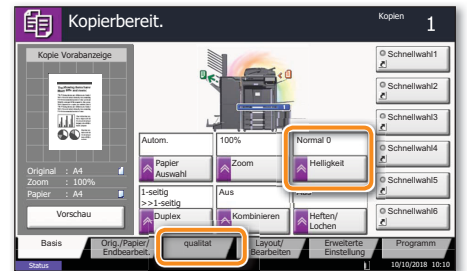 Kopierbereit.
Kopien
1
Kopie Vorabanzeige
Original : A4
Zoom : 100%
Papier : A4
Vorschau
Autom.
Papier
Auswahl
100%
Zoom
Normal 0
Helligkeit
1-seitig
>>1-seitig
Duplex
Aus
Kombinieren
Heften/
Lochen
Schnellwahl1
Schnellwahl2
Schnellwahl3
Schnellwahl4
Schnellwahl5
Schnellwahl6
Basis
Orig./Papier/
Endbearbeit.
qualitat
Layout/
Bearbeiten
Erweiterte
Einstellung
Programm
Status
10/10/2018 10:10